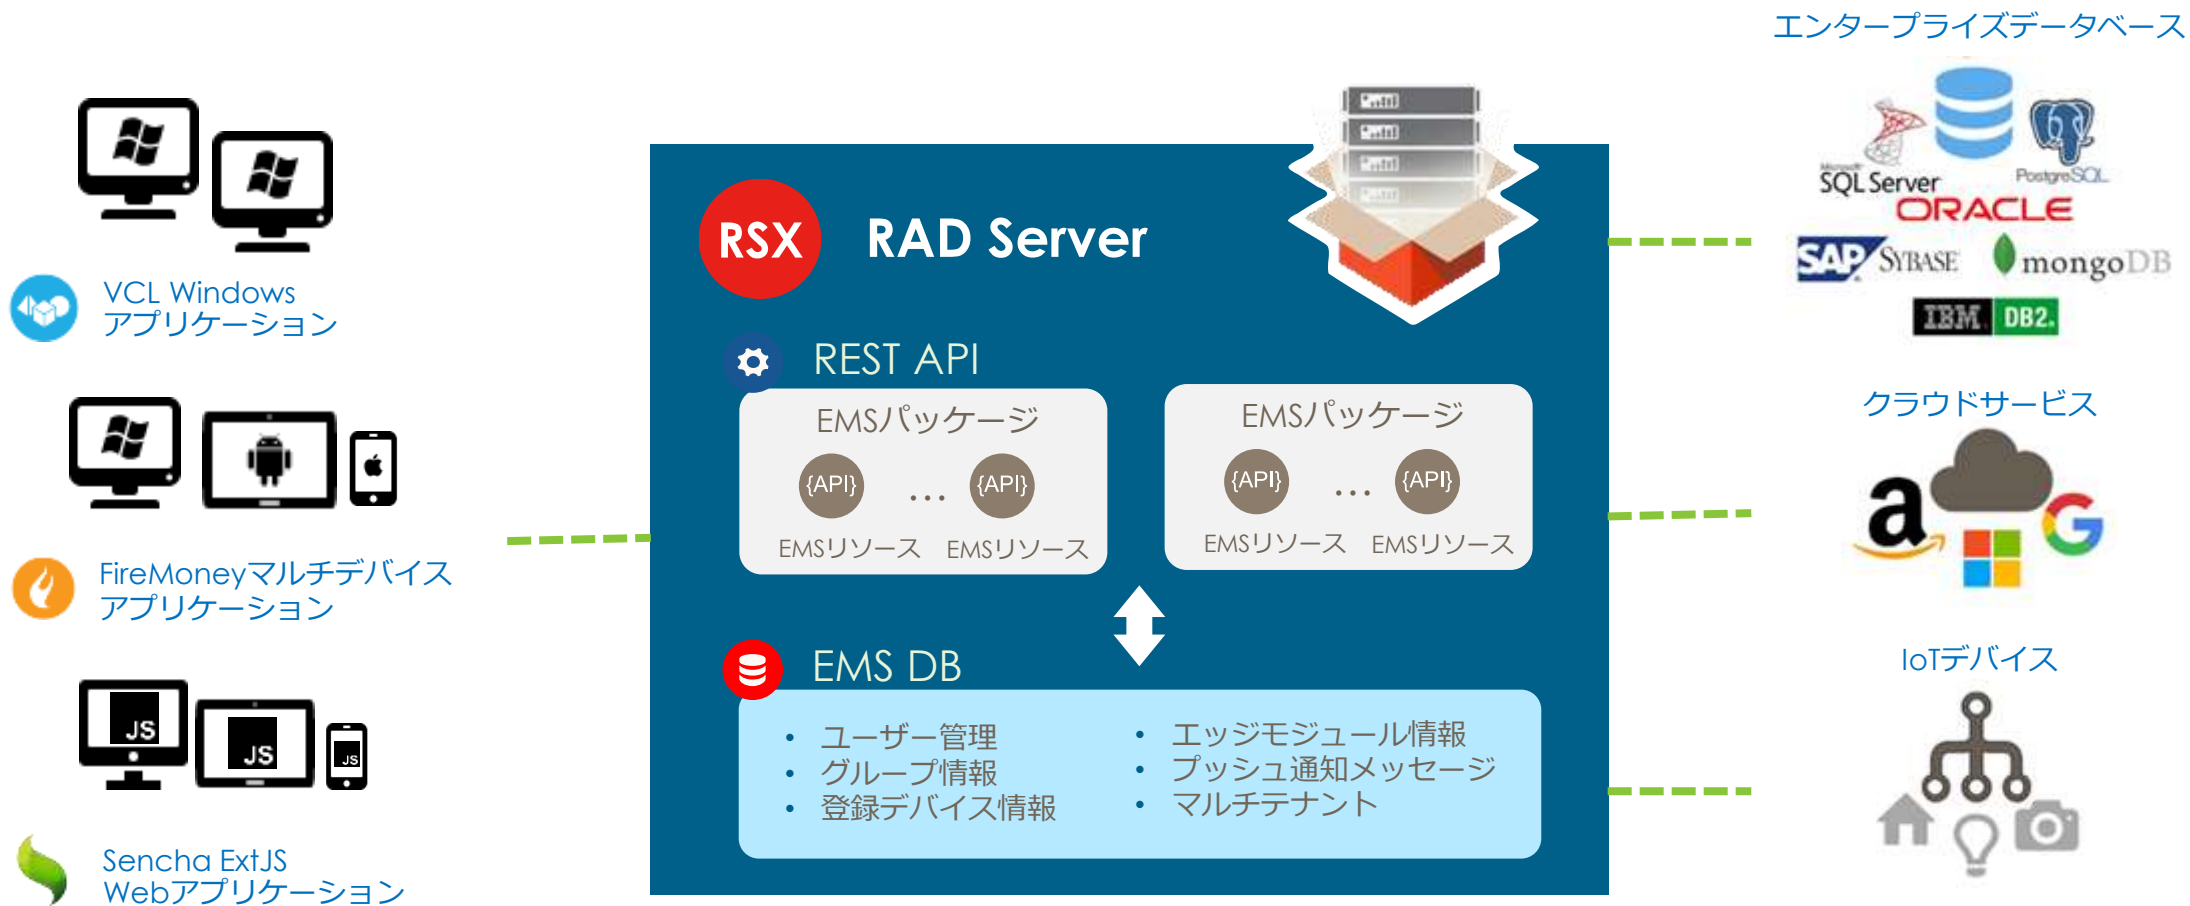 VCL Windows
アプリケーション
FireMoneyマルチデバイス
アプリケーション
JS
JS
JS
Sencha ExtJS
Webアプリケーション
RSX
RAD Server
REST API
EMSパッケージ
{API}
...
{API}
EMSリソース
EMSリソース
EMSパッケージ
{API}
...
{API}
EMSリソース
EMSリソース
EMS DB
• ユーザー管理
• グループ情報
• 登録デバイス情報
• エッジモジュール情報
• プッシュ通知メッセージ
• マルチテナント
エンタープライズデータベース
Microsoft
SQL Server
PostgreSQL
ORACLE
SAP
SYBASE
mongoDB
IBM
DB2.
クラウドサービス
a
G
IoTデバイス